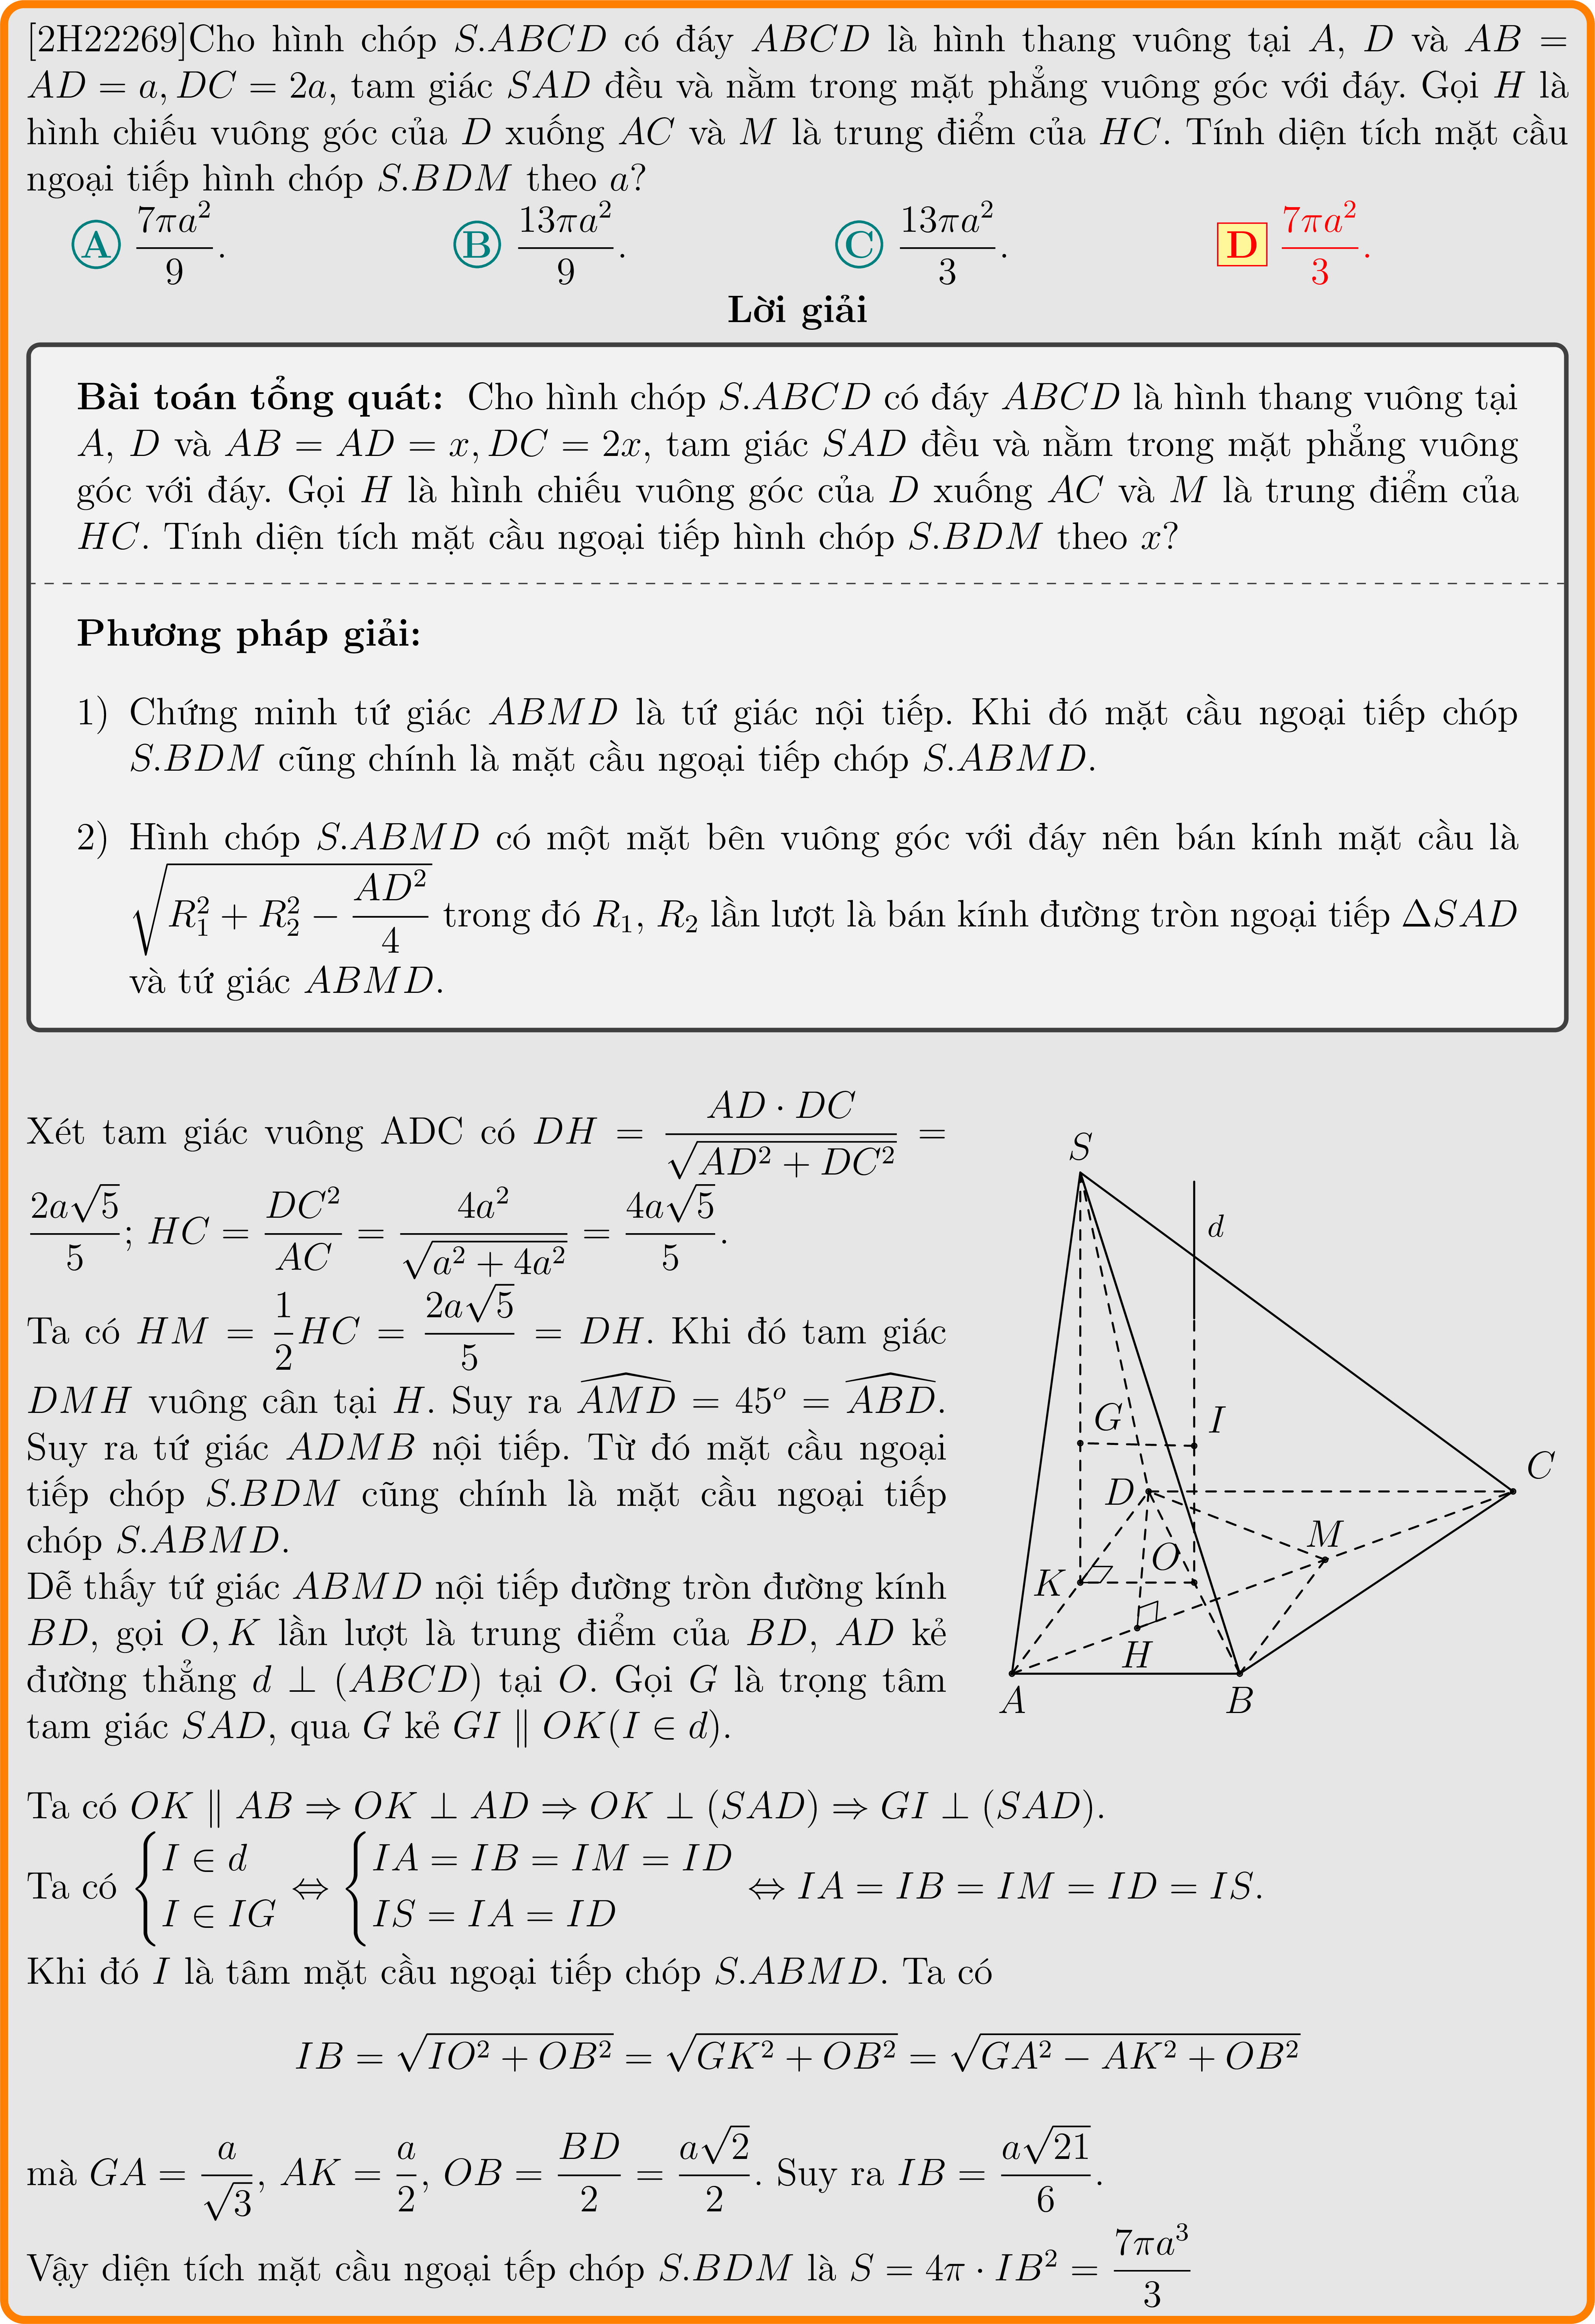 [2H22269]Cho hình chóp S.ABCD có đáy ABCD là hình thang vuông tại A, D và AB =
AD = a, DC = 2a, tam giác SAD đều và nằm trong mặt phẳng vuông góc với đáy. Gọi H là
hình chiếu vuông góc của D xuống AC và M là trung điểm của HC. Tính diện tích mặt cầu
ngoại tiếp hình chóp S.BDM theo a?
A $\frac{7\pi a^2}{9}$. B $\frac{13\pi a^2}{9}$. C $\frac{13\pi a^2}{3}$. D $\frac{7\pi a^2}{3}$.
Lời giải
Bài toán tổng quát: Cho hình chóp S.ABCD có đáy ABCD là hình thang vuông tại
A, D và AB = AD = x, DC = 2x, tam giác SAD đều và nằm trong mặt phẳng vuông
góc với đáy. Gọi H là hình chiếu vuông góc của D xuống AC và M là trung điểm của
HC. Tính diện tích mặt cầu ngoại tiếp hình chóp S.BDM theo x?
Phương pháp giải:
1) Chứng minh tứ giác ABMD là tứ giác nội tiếp. Khi đó mặt cầu ngoại tiếp chóp
S.BDM cũng chính là mặt cầu ngoại tiếp chóp S.ABMD.
2) Hình chóp S.ABMD có một mặt bên vuông góc với đáy nên bán kính mặt cầu là
$\sqrt{R_1^2 + R_2^2 - \frac{AD^2}{4}}$ trong đó $R_1$, $R_2$ lần lượt là bán kính đường tròn ngoại tiếp ΔSAD
và tứ giác ABMD.
Xét tam giác vuông ADC có $DH = \frac{AD \cdot DC}{\sqrt{AD^2 + DC^2}} =$
$\frac{2a\sqrt{5}}{5}$; $HC = \frac{DC^2}{AC} = \frac{4a^2}{\sqrt{a^2 + 4a^2}} = \frac{4a\sqrt{5}}{5}$.
Ta có $HM = \frac{1}{2}HC = \frac{2a\sqrt{5}}{5} = DH$. Khi đó tam giác
DMH vuông cân tại H. Suy ra $\widehat{AMD} = 45^o = \widehat{ABD}$.
Suy ra tứ giác ADMB nội tiếp. Từ đó mặt cầu ngoại
tiếp chóp S.BDM cũng chính là mặt cầu ngoại tiếp
chóp S.ABMD.
Dễ thấy tứ giác ABMD nội tiếp đường tròn đường kính
BD, gọi O, K lần lượt là trung điểm của BD, AD kẻ
đường thẳng d ⊥ (ABCD) tại O. Gọi G là trọng tâm
tam giác SAD, qua G kẻ GI ∥ OK(I ∈ d).
S
d
G
I
C
D
M
O
K
H
A
B
Ta có OK ∥ AB ⇒ OK ⊥ AD ⇒ OK ⊥ (SAD) ⇒ GI ⊥ (SAD).
Ta có $\begin{cases} I \in d \\ I \in IG \end{cases} \Leftrightarrow \begin{cases} IA = IB = IM = ID \\ IS = IA = ID \end{cases} \Leftrightarrow IA = IB = IM = ID = IS$.
Khi đó I là tâm mặt cầu ngoại tiếp chóp S.ABMD. Ta có
$IB = \sqrt{IO^2 + OB^2} = \sqrt{GK^2 + OB^2} = \sqrt{GA^2 - AK^2 + OB^2}$
mà $GA = \frac{a}{\sqrt{3}}$, $AK = \frac{a}{2}$, $OB = \frac{BD}{2} = \frac{a\sqrt{2}}{2}$. Suy ra $IB = \frac{a\sqrt{21}}{6}$.
Vậy diện tích mặt cầu ngoại tếp chóp S.BDM là $S = 4\pi \cdot IB^2 = \frac{7\pi a^3}{3}$